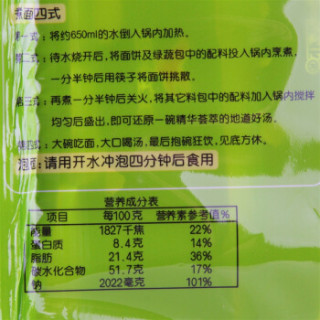 煮面四式
第一式：将约650ml的水倒入锅内加热。
第二式：待水烧开后，将面饼及绿蔬包中的配料投入锅内烹煮，
一分半钟后用筷子将面饼挑散。
第三式：再煮一分半钟后关火，将其它料包中的配料加入锅内搅拌
均匀后盛出，即可还原一碗精华荟萃的地道好汤。
第四式：大碗吃面，大口喝汤，最后抱碗狂饮，见底方休。
泡面：请用开水冲泡四分钟后食用
营养成分表
项目 每100克 营养素参考值%
能量 1827千焦 22%
蛋白质 8.4克 14%
脂肪 21.4克 36%
碳水化合物 51.7克 17%
钠 2022毫克 101%